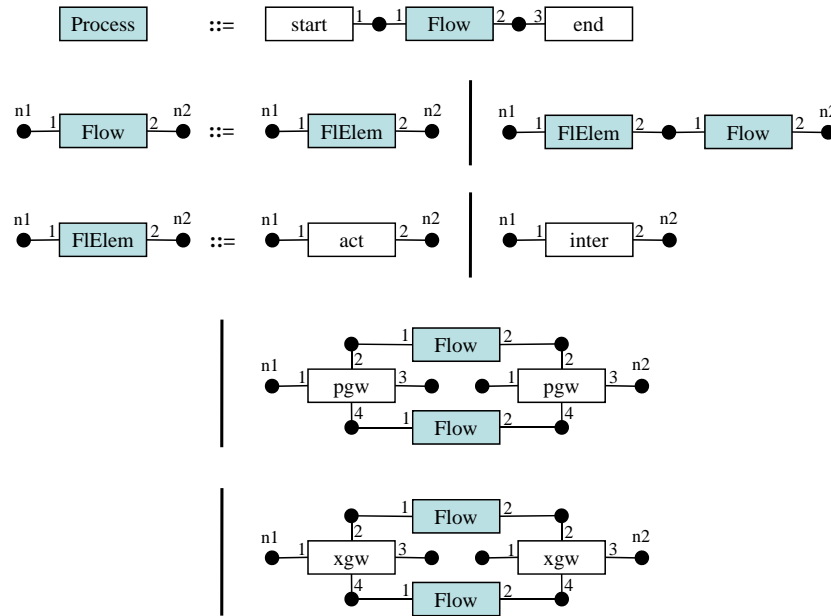 Process ::= start 1 1 Flow 2 3 end
n1 1 Flow 2 n2 ::= n1 1 FlElem 2 n2 n1 1 FlElem 2 1 Flow 2 n2
n1 1 FlElem 2 n2 ::= n1 1 act 2 n2 n1 1 inter 2 n2
1 Flow 2
2 2
n1 1 pgw 3 1 pgw 3 n2
4 4
1 Flow 2
1 Flow 2
2 2
n1 1 xgw 3 1 xgw 3 n2
4 4
1 Flow 2